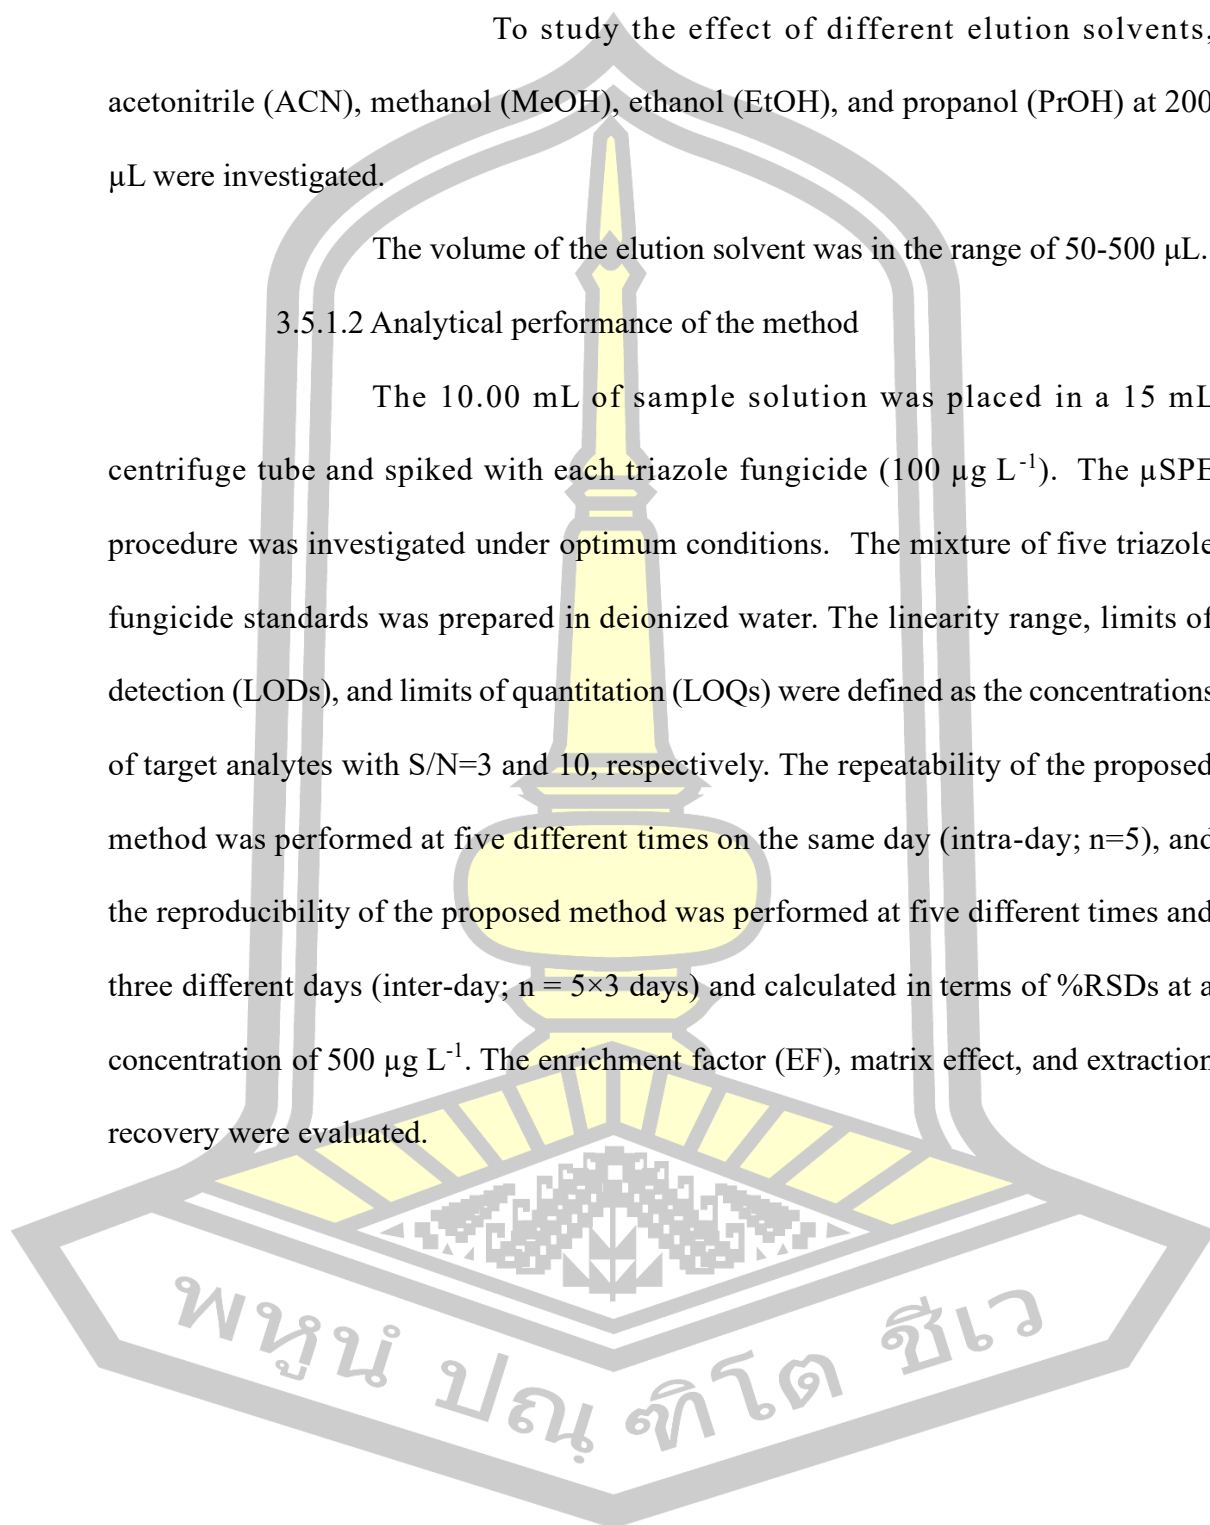 To study the effect of different elution solvents,
acetonitrile (ACN), methanol (MeOH), ethanol (EtOH), and propanol (PrOH) at 200
µL were investigated.
The volume of the elution solvent was in the range of 50-500 µL.
3.5.1.2 Analytical performance of the method
The 10.00 mL of sample solution was placed in a 15 mL
centrifuge tube and spiked with each triazole fungicide (100 µg L⁻¹). The µSPE
procedure was investigated under optimum conditions. The mixture of five triazole
fungicide standards was prepared in deionized water. The linearity range, limits of
detection (LODs), and limits of quantitation (LOQs) were defined as the concentrations
of target analytes with S/N=3 and 10, respectively. The repeatability of the proposed
method was performed at five different times on the same day (intra-day; n=5), and
the reproducibility of the proposed method was performed at five different times and
three different days (inter-day; n = 5×3 days) and calculated in terms of %RSDs at a
concentration of 500 µg L⁻¹. The enrichment factor (EF), matrix effect, and extraction
recovery were evaluated.
พหูนํ ปณฺฑิโต ชีเว